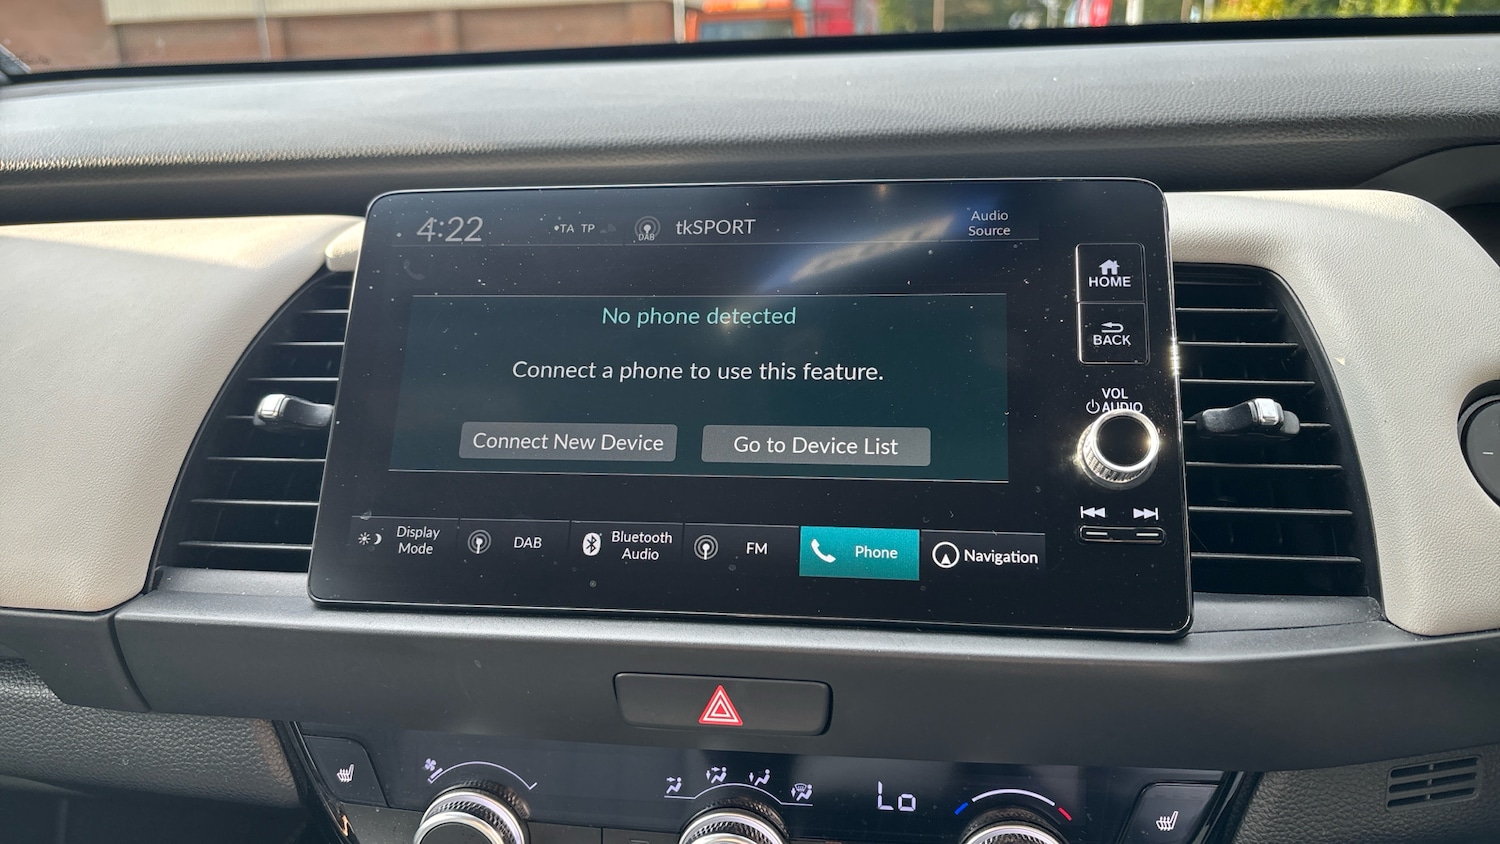 4:22
TA TP
DAB
tkSPORT
Audio
Source
HOME
No phone detected
BACK
Connect a phone to use this feature.
VOL
AUDIO
Connect New Device
Go to Device List
Display
Mode
DAB
Bluetooth
Audio
FM
Phone
Navigation
Lo